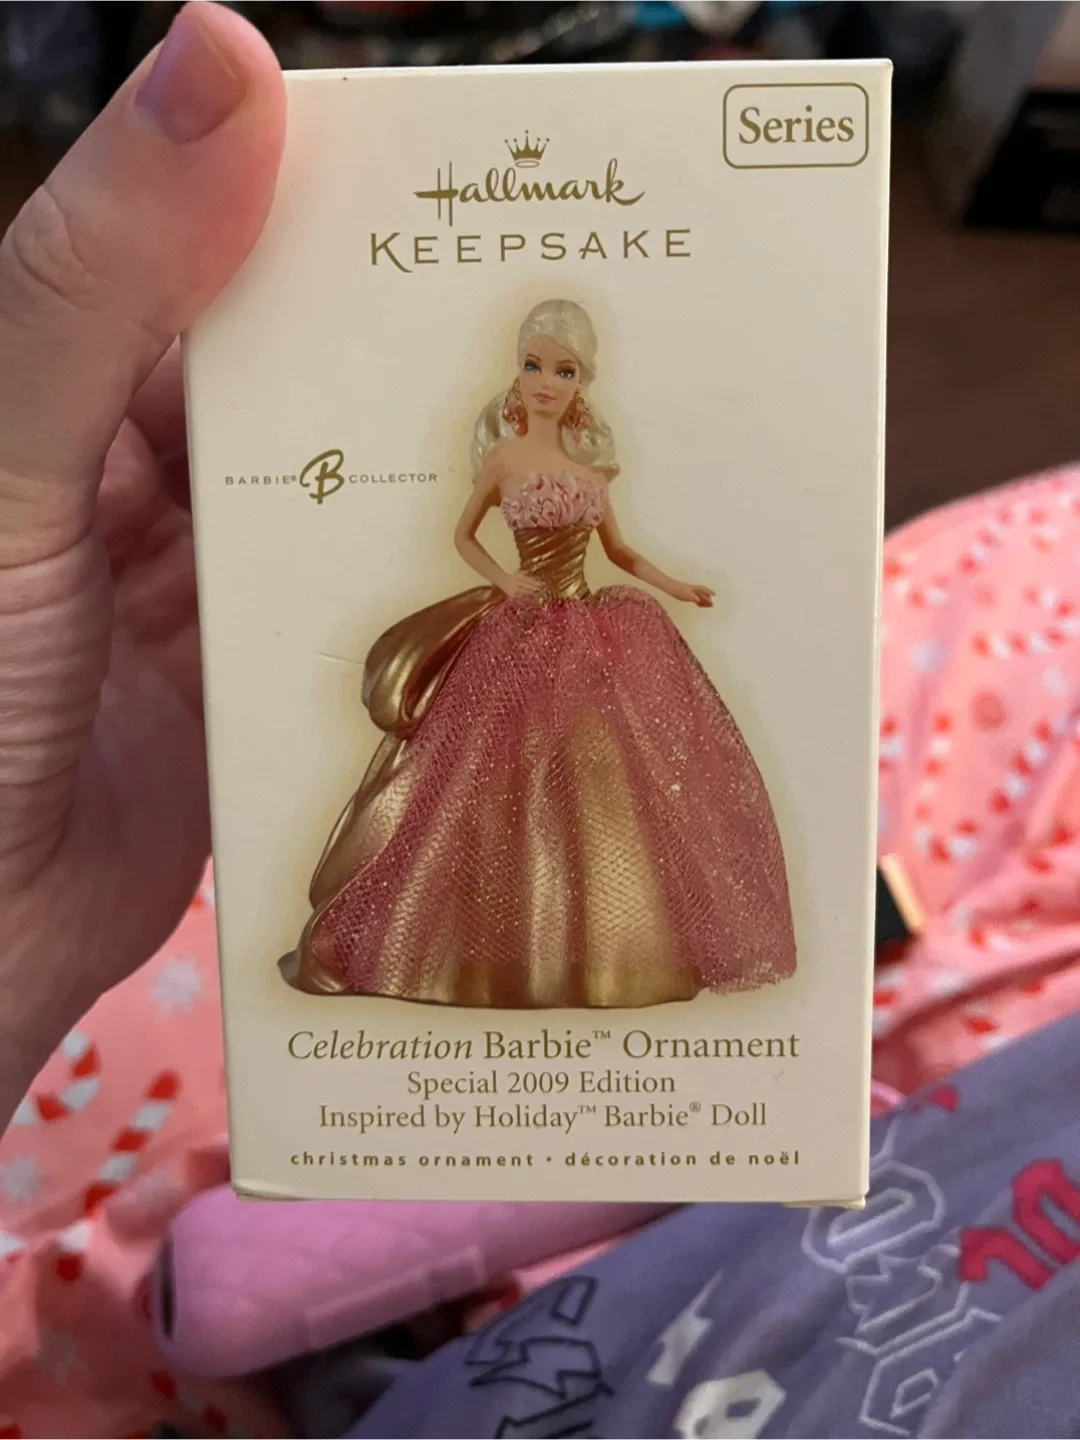 Series
Hallmark
KEEPSAKE
BARBIE® B COLLECTOR
Celebration Barbie™ Ornament
Special 2009 Edition
Inspired by Holiday™ Barbie® Doll
christmas ornament • décoration de noël